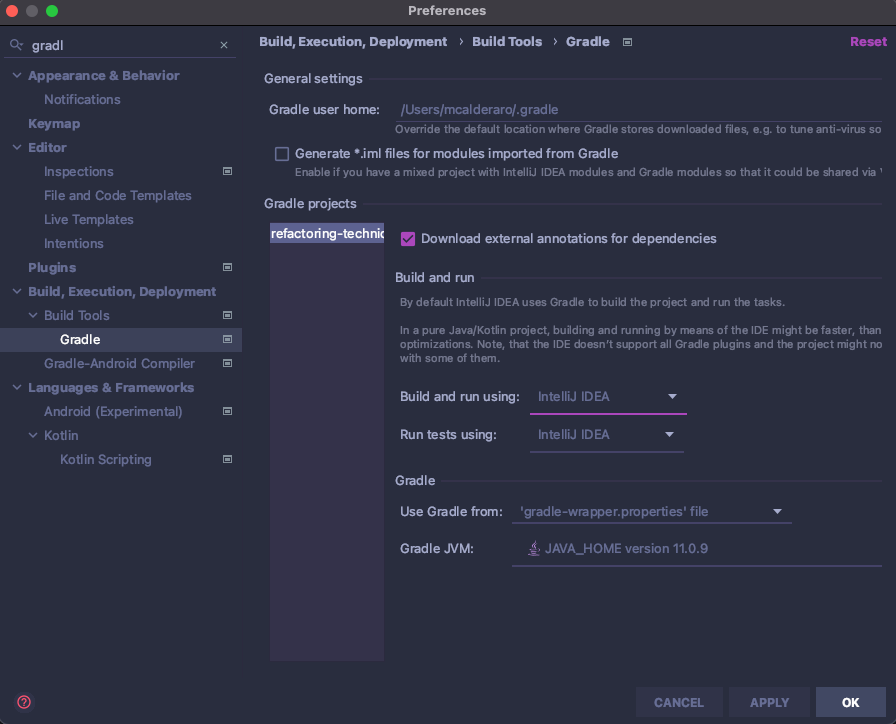 Preferences
gradl
Build, Execution, Deployment › Build Tools › Gradle
Reset
Appearance & Behavior
Notifications
Keymap
Editor
Inspections
File and Code Templates
Live Templates
Intentions
Plugins
Build, Execution, Deployment
Build Tools
Gradle
Gradle-Android Compiler
Languages & Frameworks
Android (Experimental)
Kotlin
Kotlin Scripting
General settings
Gradle user home: /Users/mcalderaro/.gradle
Override the default location where Gradle stores downloaded files, e.g. to tune anti-virus so
Generate *.iml files for modules imported from Gradle
Enable if you have a mixed project with IntelliJ IDEA modules and Gradle modules so that it could be shared via
Gradle projects
refactoring-technic
Download external annotations for dependencies
Build and run
By default IntelliJ IDEA uses Gradle to build the project and run the tasks.
In a pure Java/Kotlin project, building and running by means of the IDE might be faster, than
optimizations. Note, that the IDE doesn't support all Gradle plugins and the project might no
with some of them.
Build and run using: IntelliJ IDEA
Run tests using: IntelliJ IDEA
Gradle
Use Gradle from: 'gradle-wrapper.properties' file
Gradle JVM: JAVA_HOME version 11.0.9
?
CANCEL
APPLY
OK